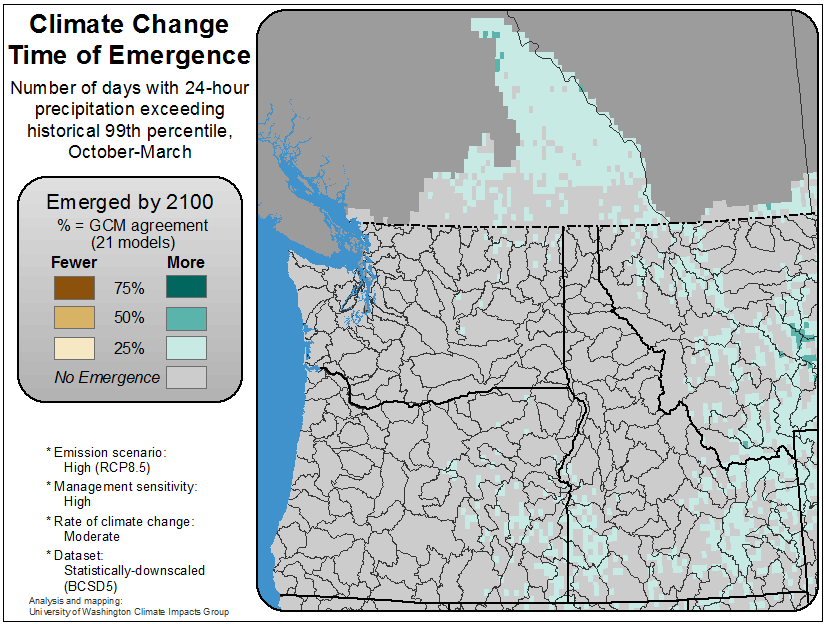 Climate Change
Time of Emergence
Number of days with 24-hour
precipitation exceeding
historical 99th percentile,
October-March
Emerged by 2100
% = GCM agreement
(21 models)
Fewer More
75%
50%
25%
No Emergence
* Emission scenario:
High (RCP8.5)
* Management sensitivity:
High
* Rate of climate change:
Moderate
* Dataset:
Statistically-downscaled
(BCSD5)
Analysis and mapping:
University of Washington Climate Impacts Group